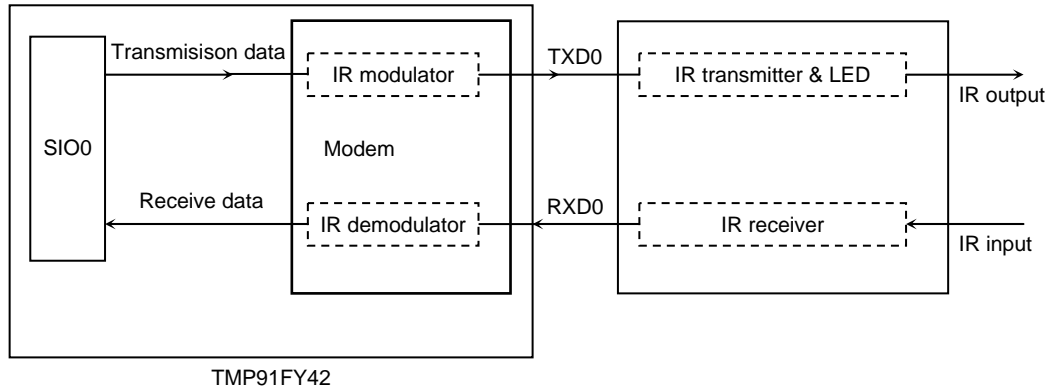 Transmisison data
IR modulator
TXD0
IR transmitter & LED
IR output
SIO0
Modem
Receive data
IR demodulator
RXD0
IR receiver
IR input
TMP91FY42